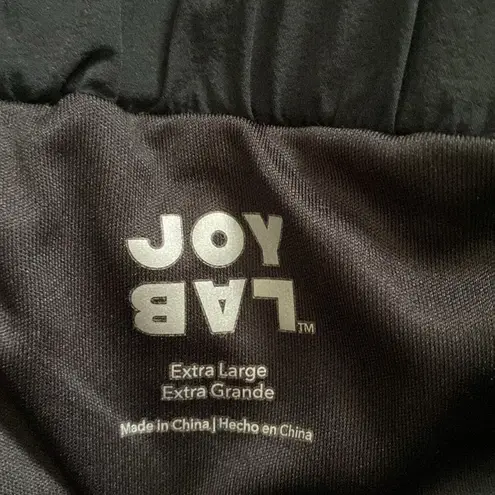 JOY
LAB™
Extra Large
Extra Grande
Made in China | Hecho en China